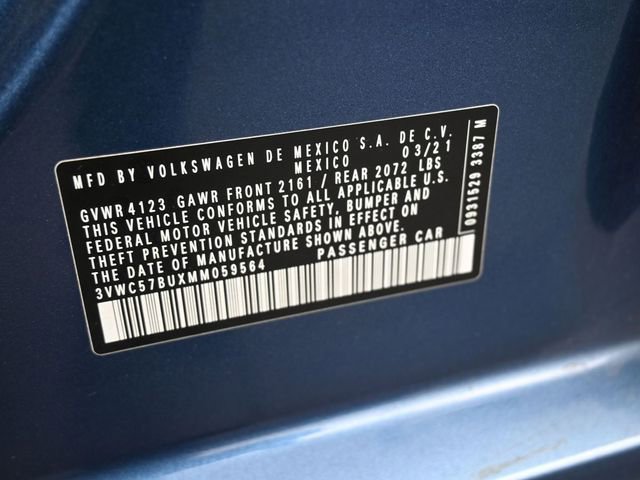 MFD BY VOLKSWAGEN DE MEXICO S.A. DE C.V.
MEXICO 03/21
GVWR 4123 GAWR FRONT 2161 / REAR 2072 LBS
THIS VEHICLE CONFORMS TO ALL APPLICABLE U.S.
FEDERAL MOTOR VEHICLE SAFETY, BUMPER AND
THEFT PREVENTION STANDARDS IN EFFECT ON
THE DATE OF MANUFACTURE SHOWN ABOVE.
3VWC57BUXMM059564 PASSENGER CAR
0931529 3387 M